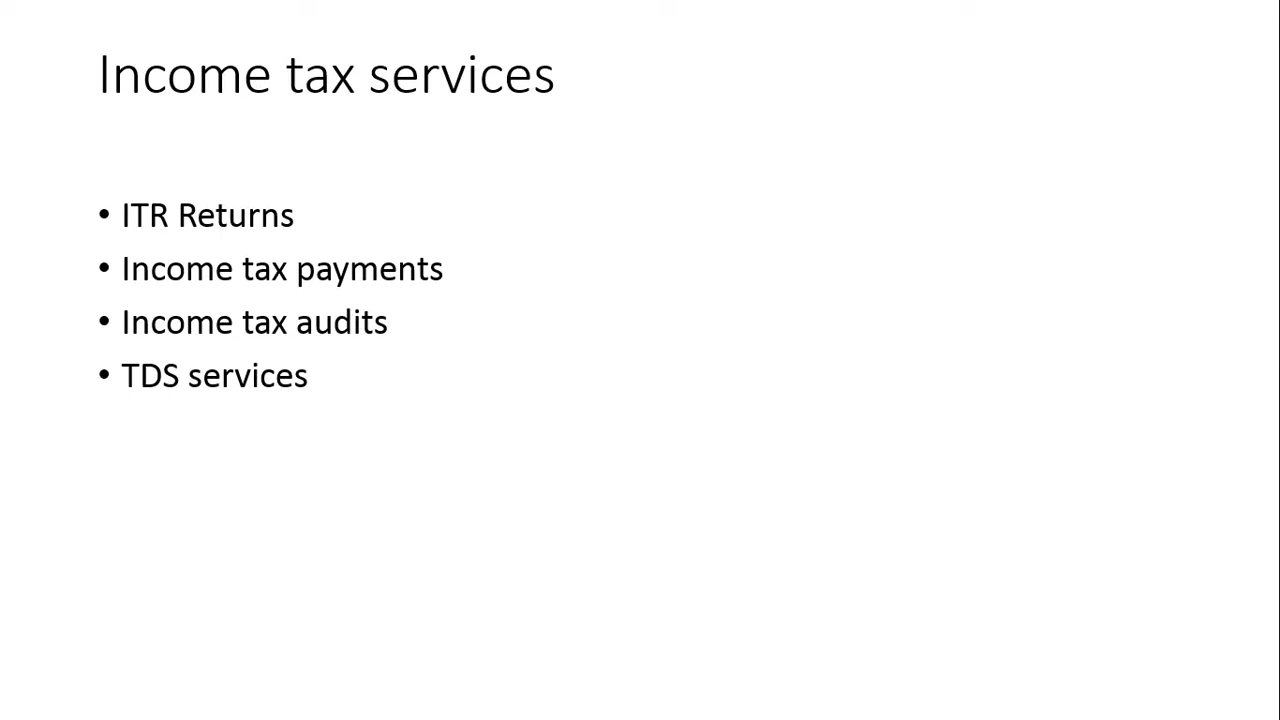 Income tax services
• ITR Returns
• Income tax payments
• Income tax audits
• TDS services